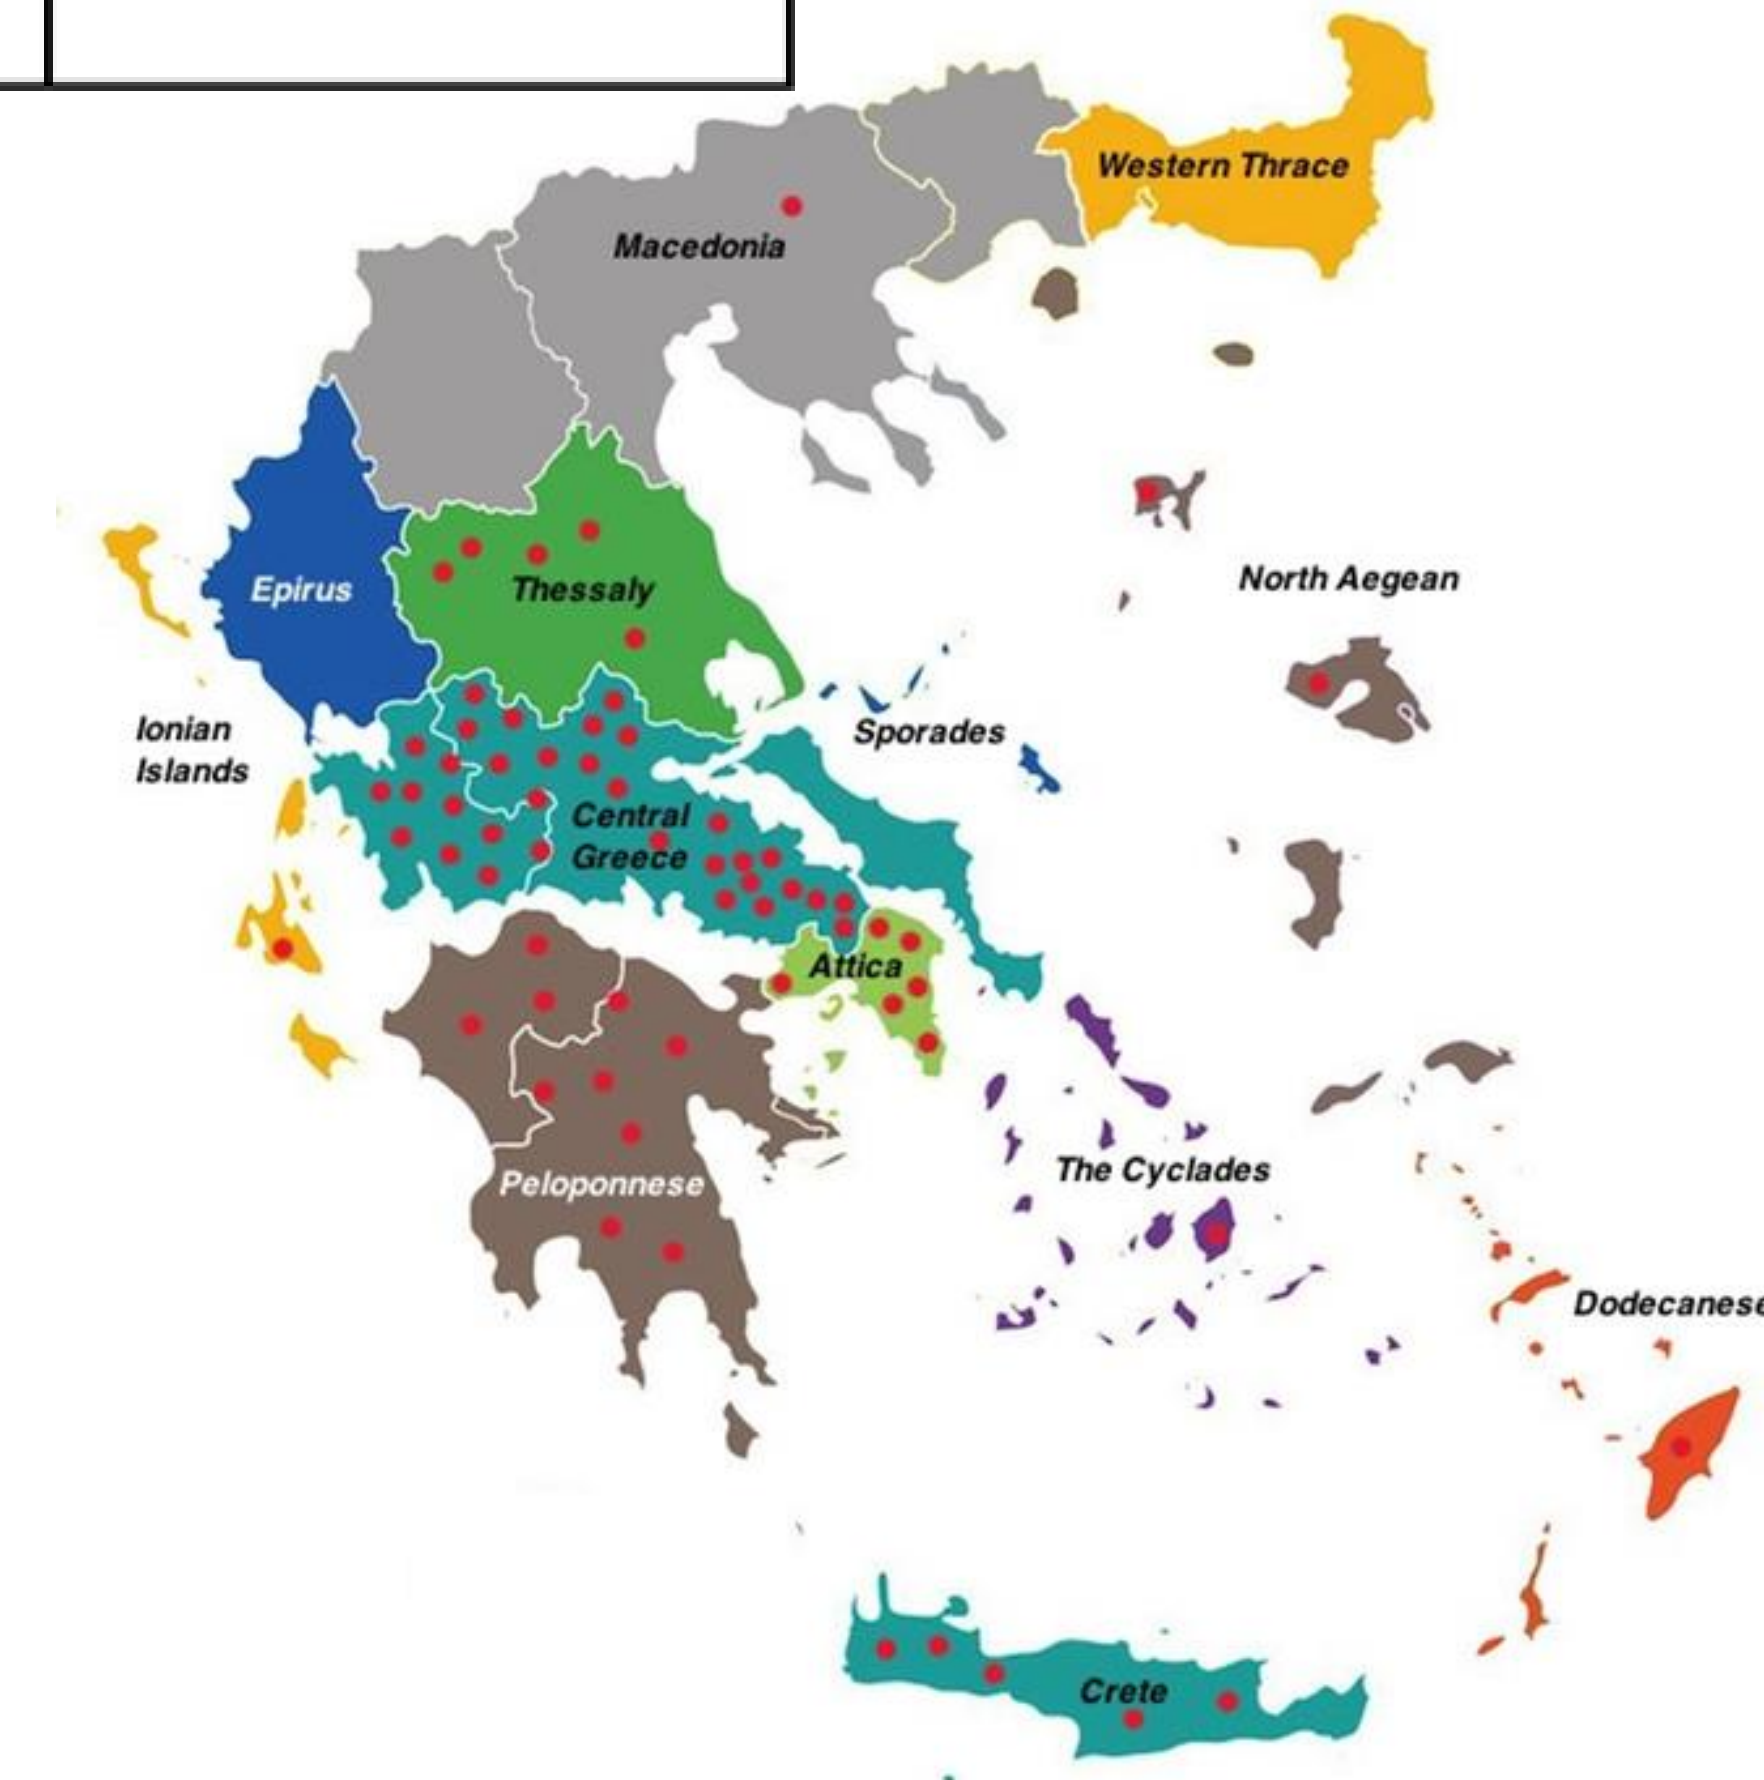 Western Thrace
Macedonia
North Aegean
Epirus
Thessaly
Ionian
Islands
Sporades
Central
Greece
Attica
The Cyclades
Peloponnese
Dodecanese
Crete